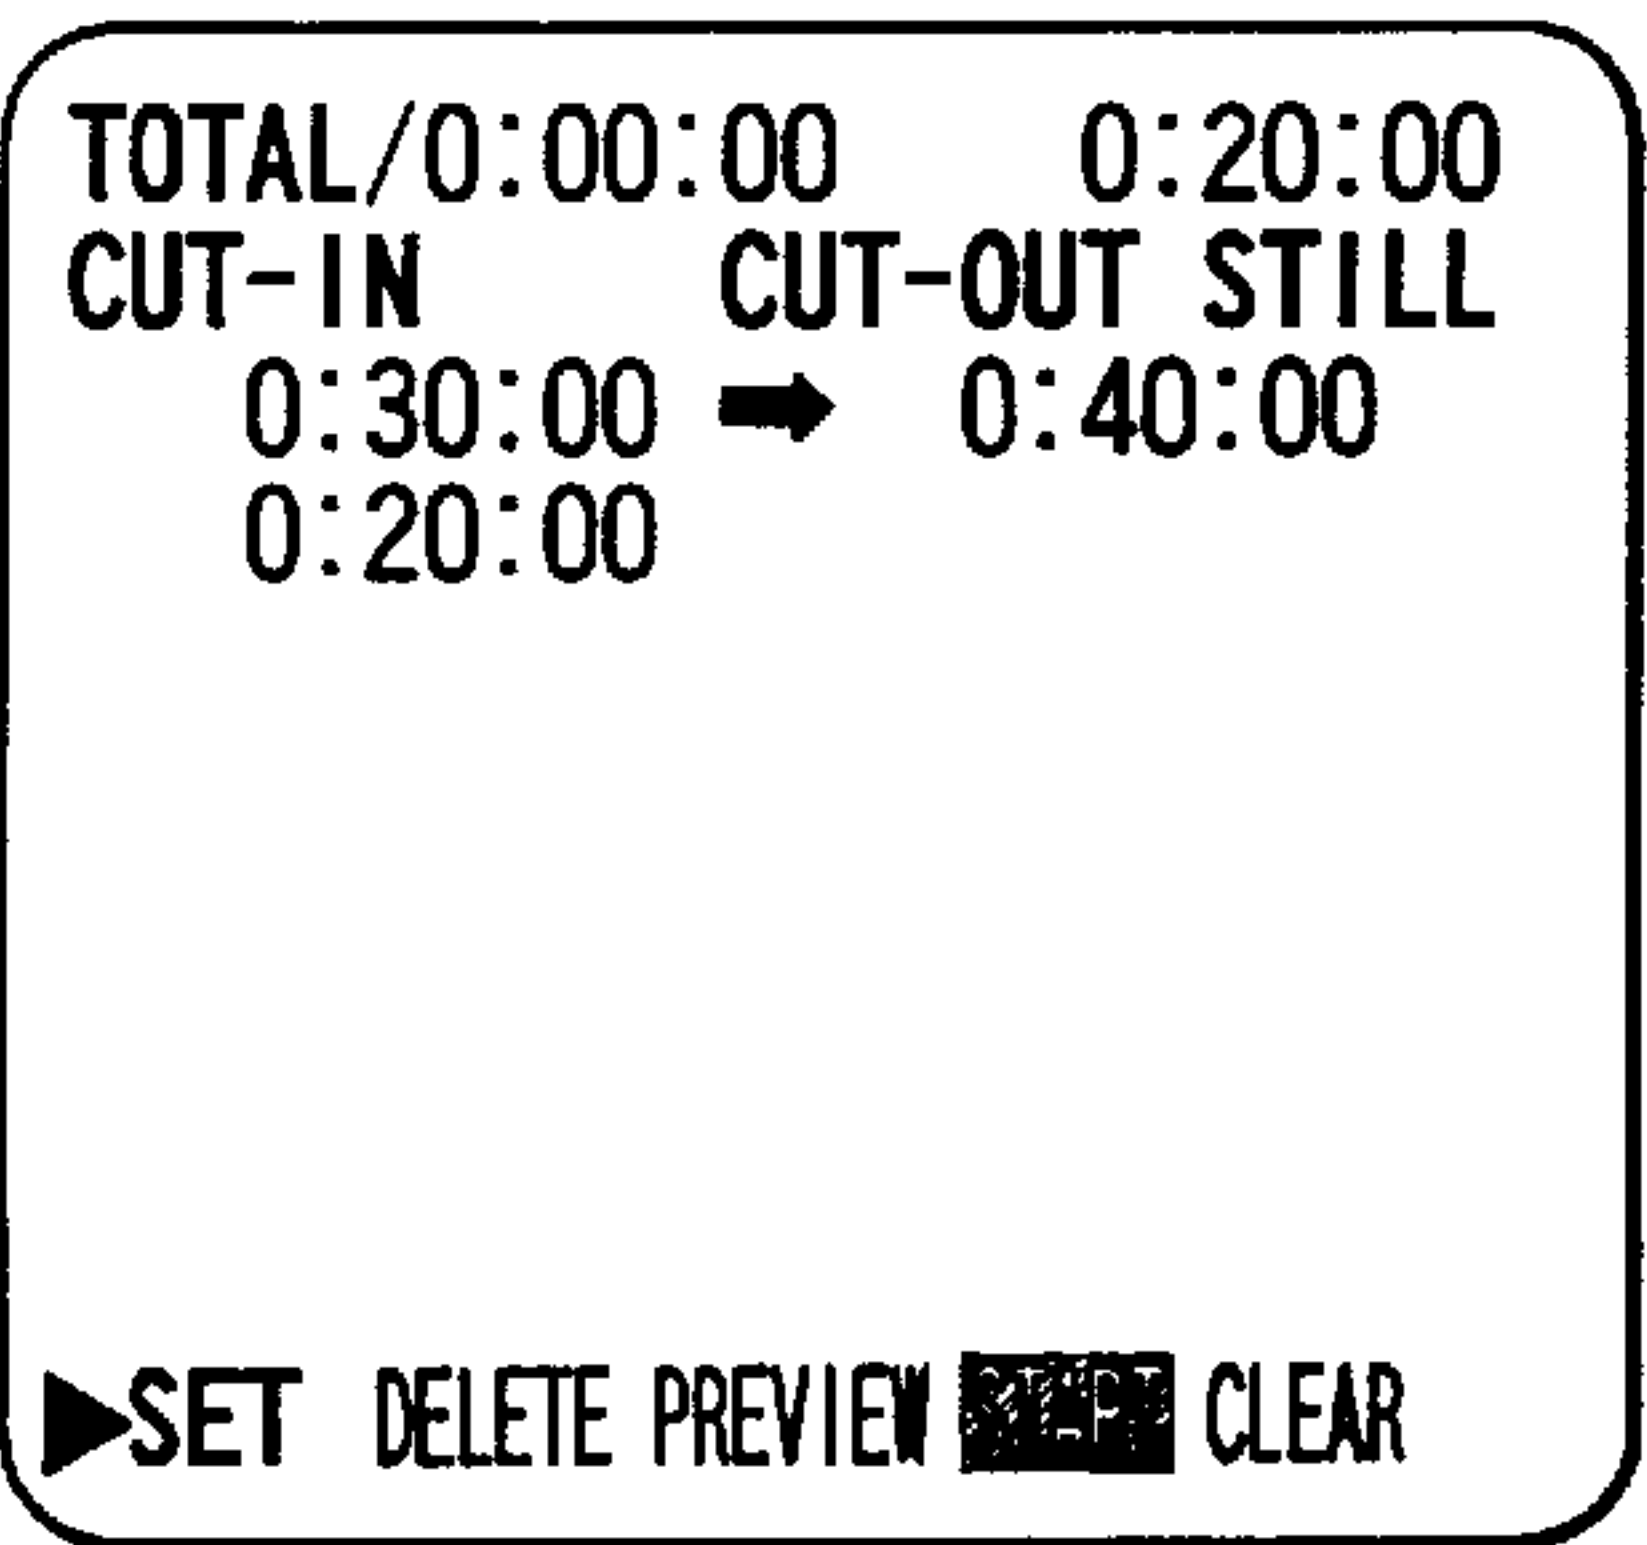 TOTAL/0:00:00 0:20:00
CUT-IN CUT-OUT STILL
0:30:00 ➡ 0:40:00
0:20:00
▶SET DELETE PREVIEW START CLEAR